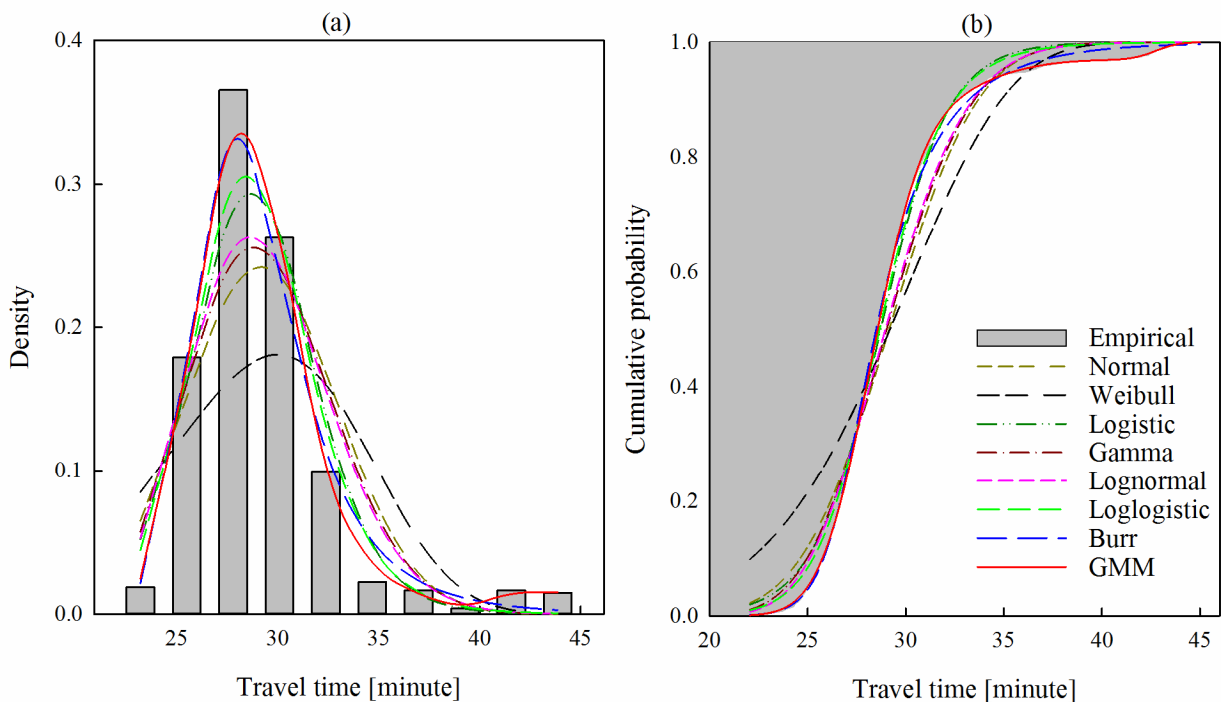 (a)
0.4
0.3
0.2
0.1
0.0
Density
25 30 35 40 45
Travel time [minute]
(b)
1.0
0.8
0.6
0.4
0.2
0.0
Cumulative probability
20 25 30 35 40 45
Travel time [minute]
Empirical
Normal
Weibull
Logistic
Gamma
Lognormal
Loglogistic
Burr
GMM